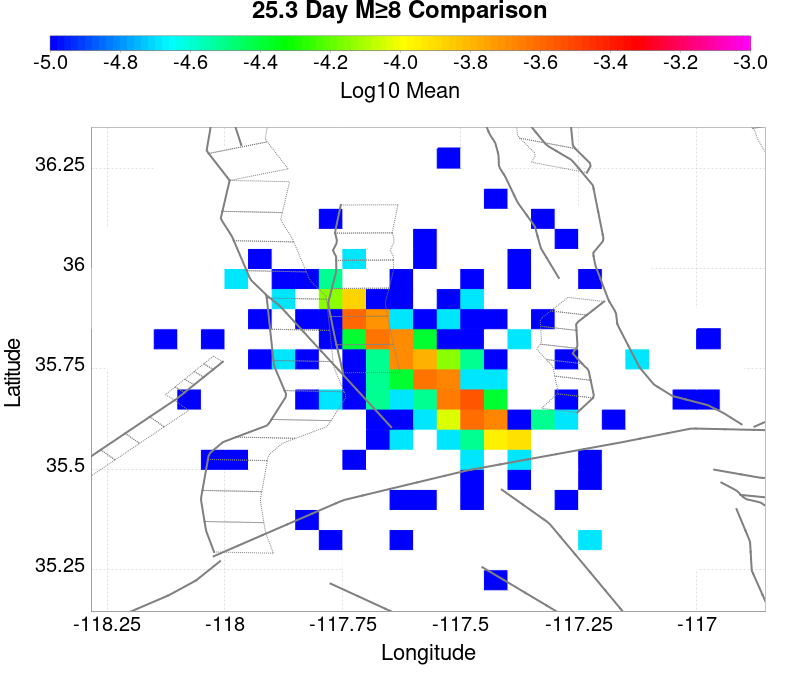 25.3 Day M≥8 Comparison
-5.0 -4.8 -4.6 -4.4 -4.2 -4.0 -3.8 -3.6 -3.4 -3.2 -3.0
Log10 Mean
36.25
36
35.75
35.5
35.25
Latitude
-118.25 -118 -117.75 -117.5 -117.25 -117
Longitude